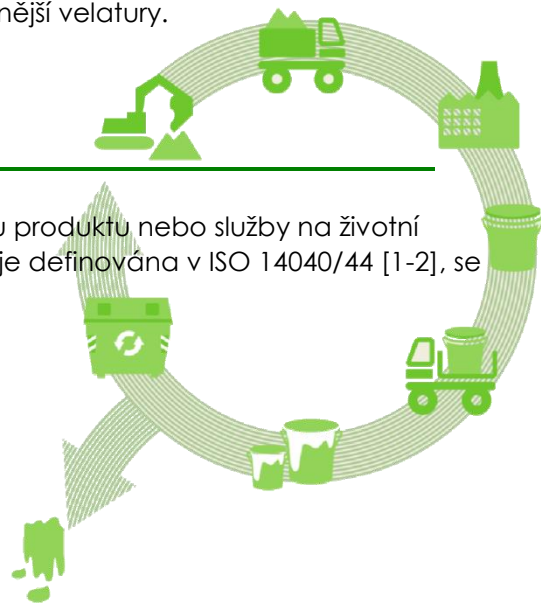 nější velatury.
u produktu nebo služby na životní
je definována v ISO 14040/44 [1-2], se